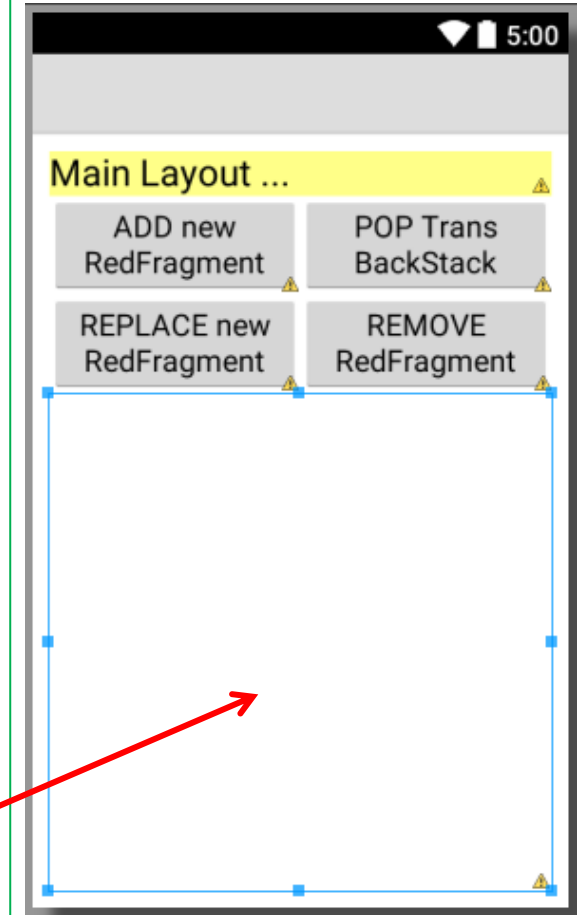 5:00
Main Layout ...
ADD new
RedFragment
POP Trans
BackStack
REPLACE new
RedFragment
REMOVE
RedFragment